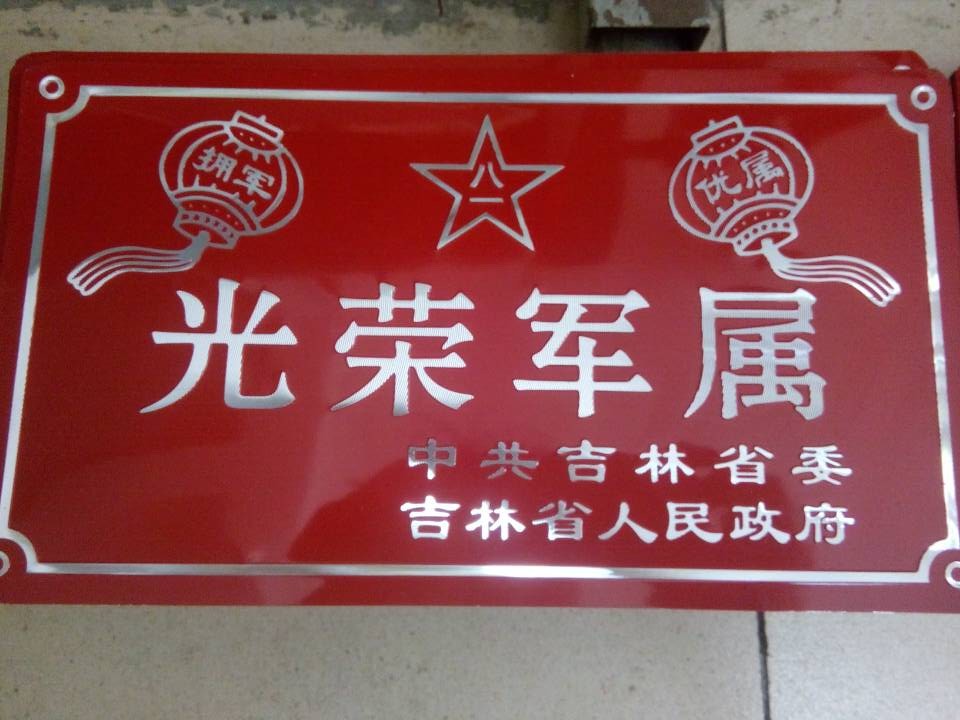 拥军
八一
优属
光荣军属
中共吉林省委
吉林省人民政府